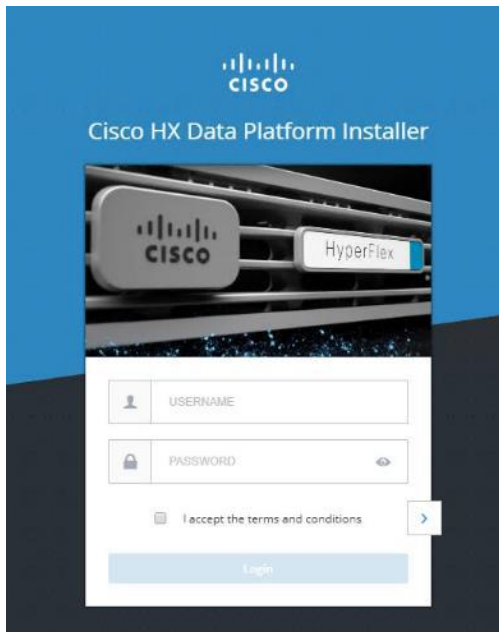 CISCO
Cisco HX Data Platform Installer
CISCO
HyperFlex
USERNAME
PASSWORD
I accept the terms and conditions
Login